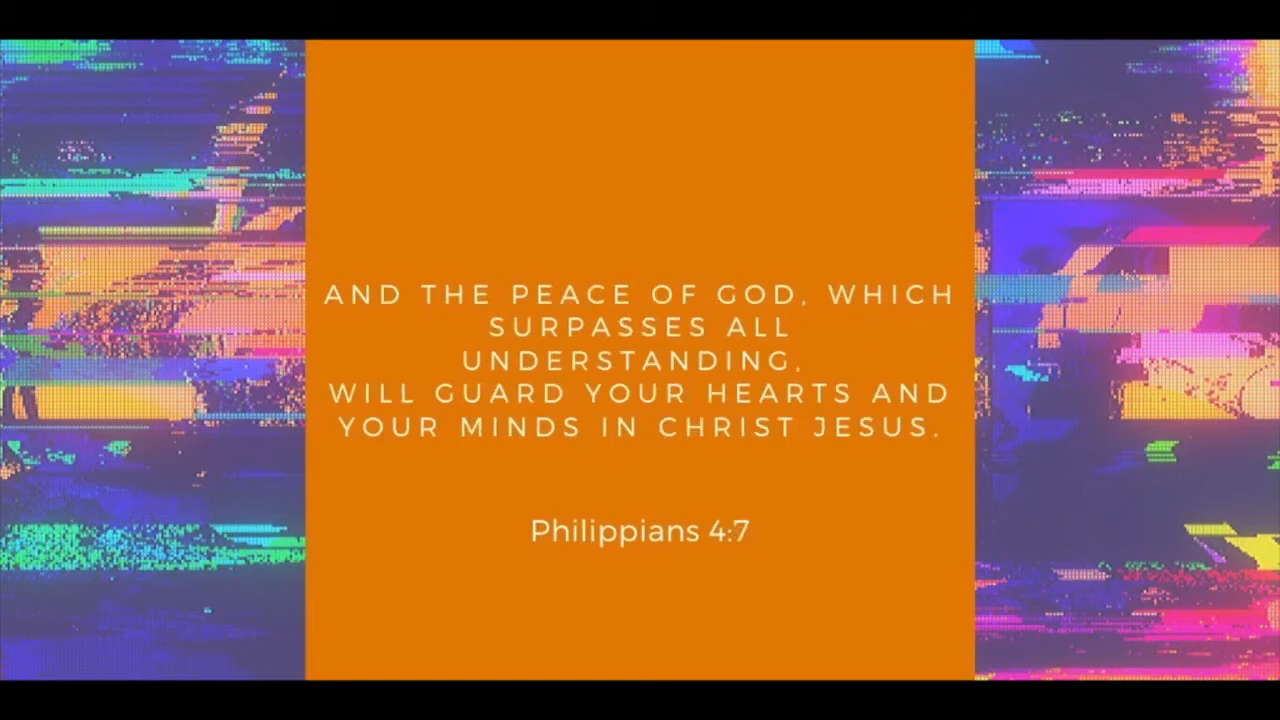 AND THE PEACE OF GOD, WHICH
SURPASSES ALL
UNDERSTANDING,
WILL GUARD YOUR HEARTS AND
YOUR MINDS IN CHRIST JESUS.
Philippians 4:7